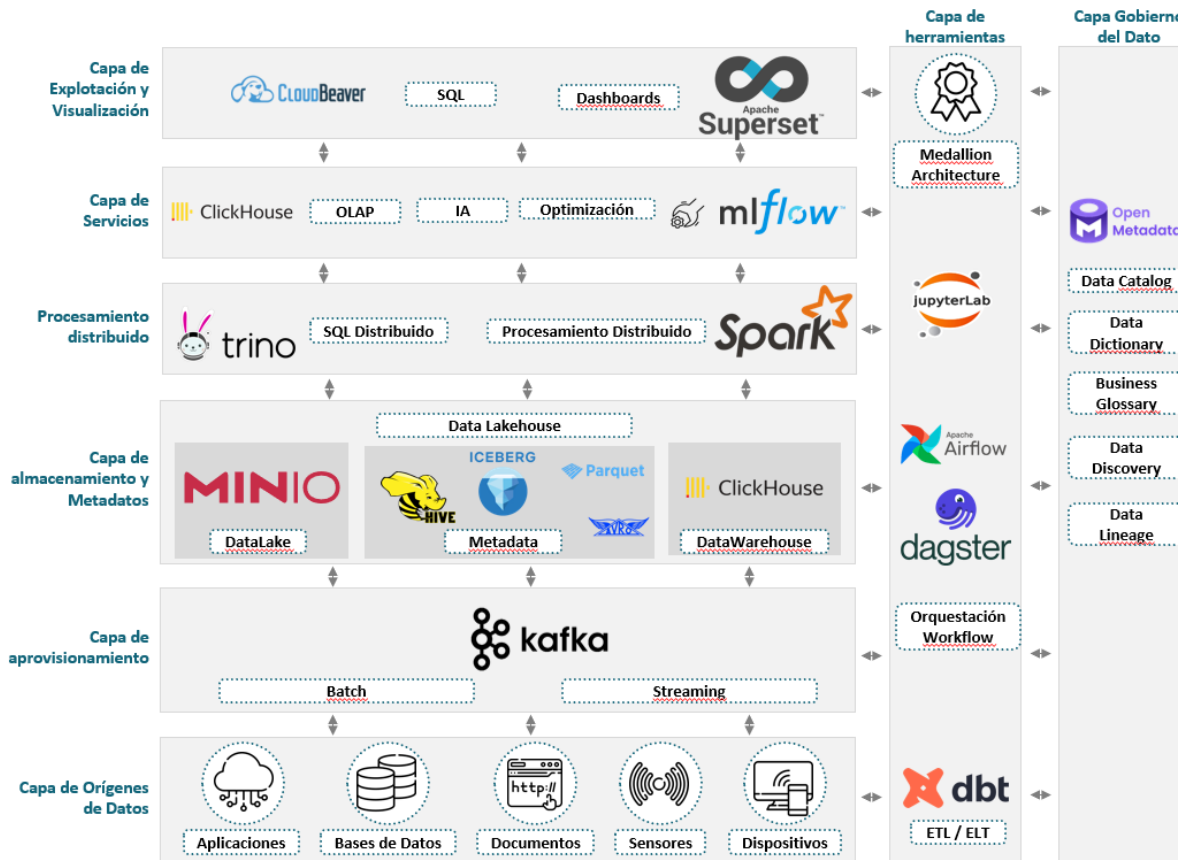 Capa de
herramientas
Capa Gobierno
del Dato
Capa de
Explotación y
Visualización
CLOUDBEAVER
SQL
Dashboards
Apache
Superset™
Medallion
Architecture
Capa de
Servicios
ClickHouse
OLAP
IA
Optimización
mlflow™
Open
Metadata
Procesamiento
distribuido
trino
SQL Distribuido
Procesamiento Distribuido
Spark
jupyterLab
Data Catalog
Data
Dictionary
Business
Glossary
Data
Discovery
Data
Lineage
Capa de
almacenamiento y
Metadatos
Data Lakehouse
MINIO
DataLake
HIVE
ICEBERG
Parquet
AVRO
Metadata
ClickHouse
DataWarehouse
Apache
Airflow
dagster
Orquestación
Workflow
Capa de
aprovisionamiento
kafka
Batch
Streaming
Capa de Orígenes
de Datos
http://
Aplicaciones
Bases de Datos
Documentos
Sensores
Dispositivos
dbt
ETL / ELT